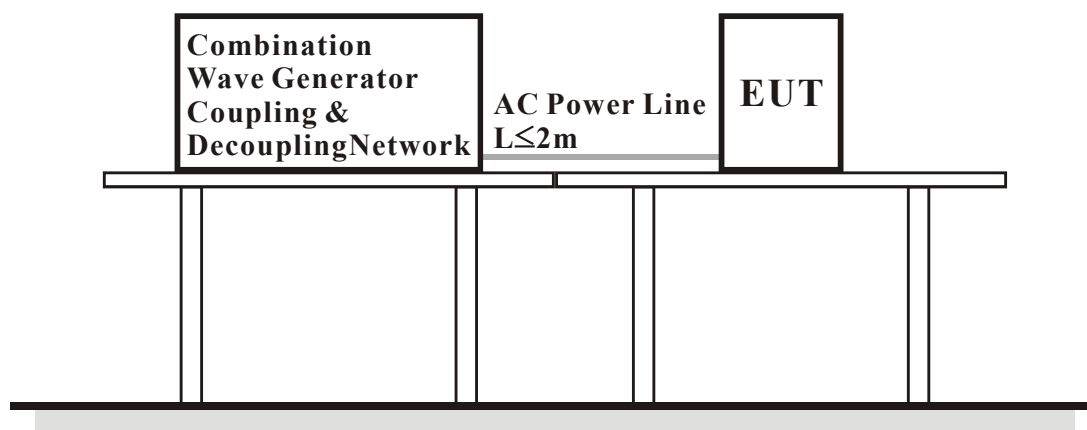 Combination
Wave Generator
Coupling &
DecouplingNetwork
AC Power Line
L≤2m
EUT